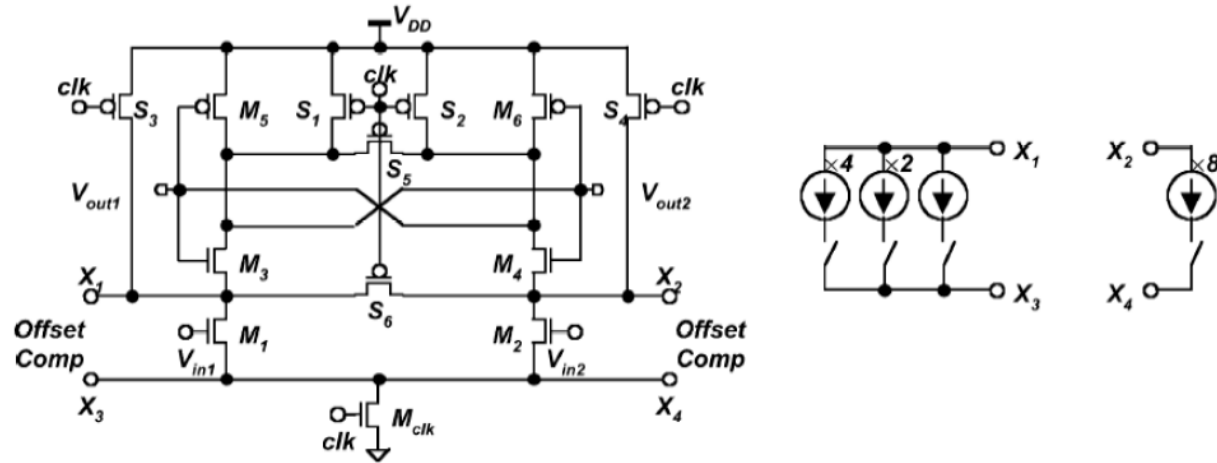 V_DD
clk
clk
clk
S_3
M_5
S_1
S_2
M_6
S_4
S_5
V_out1
V_out2
M_3
M_4
X_1
X_2
S_6
Offset
Comp
M_1
M_2
Offset
Comp
V_in1
V_in2
X_3
X_4
clk
M_clk
×4
×2
X_1
X_3
X_2
×8
X_4